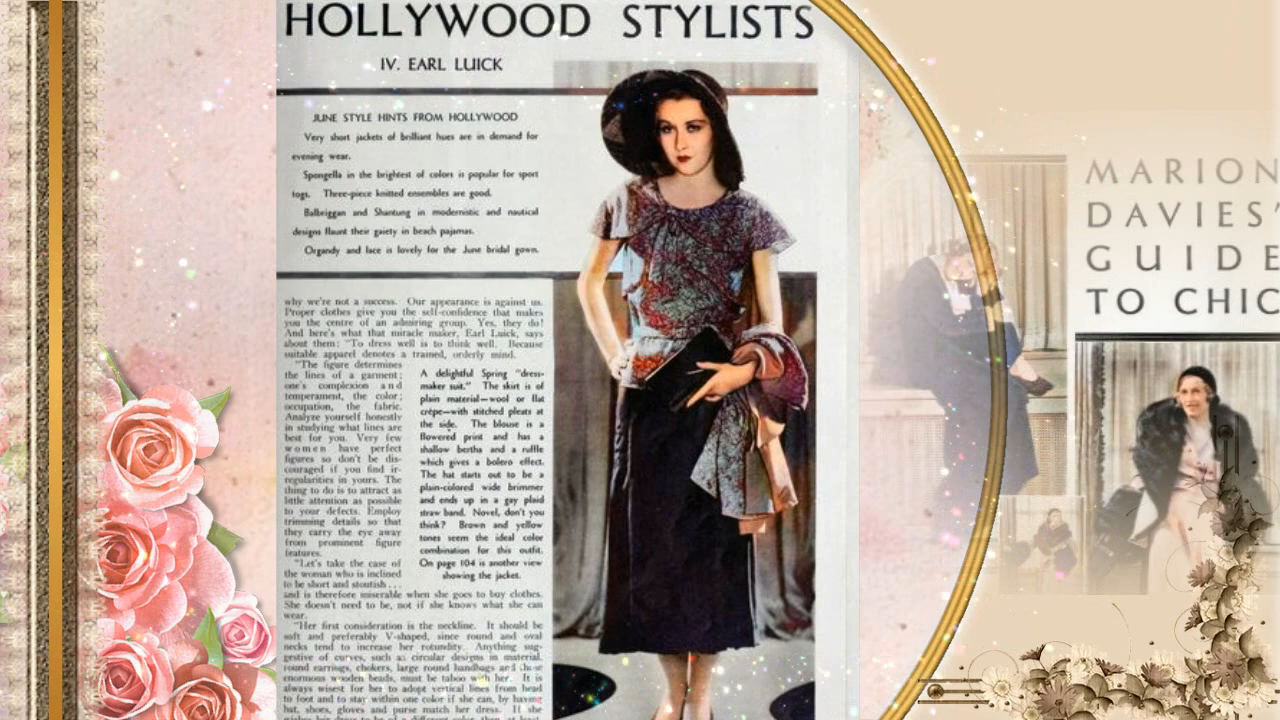 HOLLYWOOD STYLISTS
IV. EARL LUICK
JUNE STYLE HINTS FROM HOLLYWOOD
Very short jackets of brilliant hues are in demand for
evening wear.
Spongella in the brightest of colors is popular for sport
togs. Three-piece knitted ensembles are good.
Balbriggan and Shantung in modernistic and nautical
designs flaunt their gaiety in beach pajamas.
Organdy and lace is lovely for the June bridal gown.
why we're not a success. Our appearance is against us.
Proper clothes give you the self-confidence that makes
you the centre of an admiring group. Yes, they do!
And here's what that miracle maker, Earl Luick, says
about them: "To dress well is to think well. Because
suitable apparel denotes a trained, orderly mind.
"The figure determines
the lines of a garment;
one's complexion and
temperament, the color;
occupation, the fabric.
Analyze yourself honestly
in studying what lines are
best for you. Very few
women have perfect
figures so don't be dis-
couraged if you find ir-
regularities in yours. The
thing to do is to attract as
little attention as possible
to your defects. Employ
trimming details so that
they carry the eye away
from prominent figure
features.
"Let's take the case of
the woman who is inclined
to be short and stoutish . . .
and is therefore miserable when she goes to buy clothes.
She doesn't need to be, not if she knows what she can
wear.
"Her first consideration is the neckline. It should be
soft and preferably V-shaped, since round and oval
necks tend to increase her rotundity. Anything sug-
gestive of curves, such as circular designs in material,
round earrings, chokers, large round handbags and those
enormous wooden beads, must be taboo with her. It is
always wisest for her to adopt vertical lines from head
to foot and to stay within one color if she can, by having
hat, shoes, gloves and purse match her dress. If she
wishes her dress to be of a different color, then, at least,
A delightful Spring "dress-
maker suit." The skirt is of
plain material—wool or flat
crêpe—with stitched pleats at
the side. The blouse is a
flowered print and has a
shallow bertha and a ruffle
which gives a bolero effect.
The hat starts out to be a
plain-colored wide brimmer
and ends up in a gay plaid
straw band. Novel, don't you
think? Brown and yellow
tones seem the ideal color
combination for this outfit.
On page 104 is another view
showing the jacket.
MARION
DAVIES'
GUIDE
TO CHIC